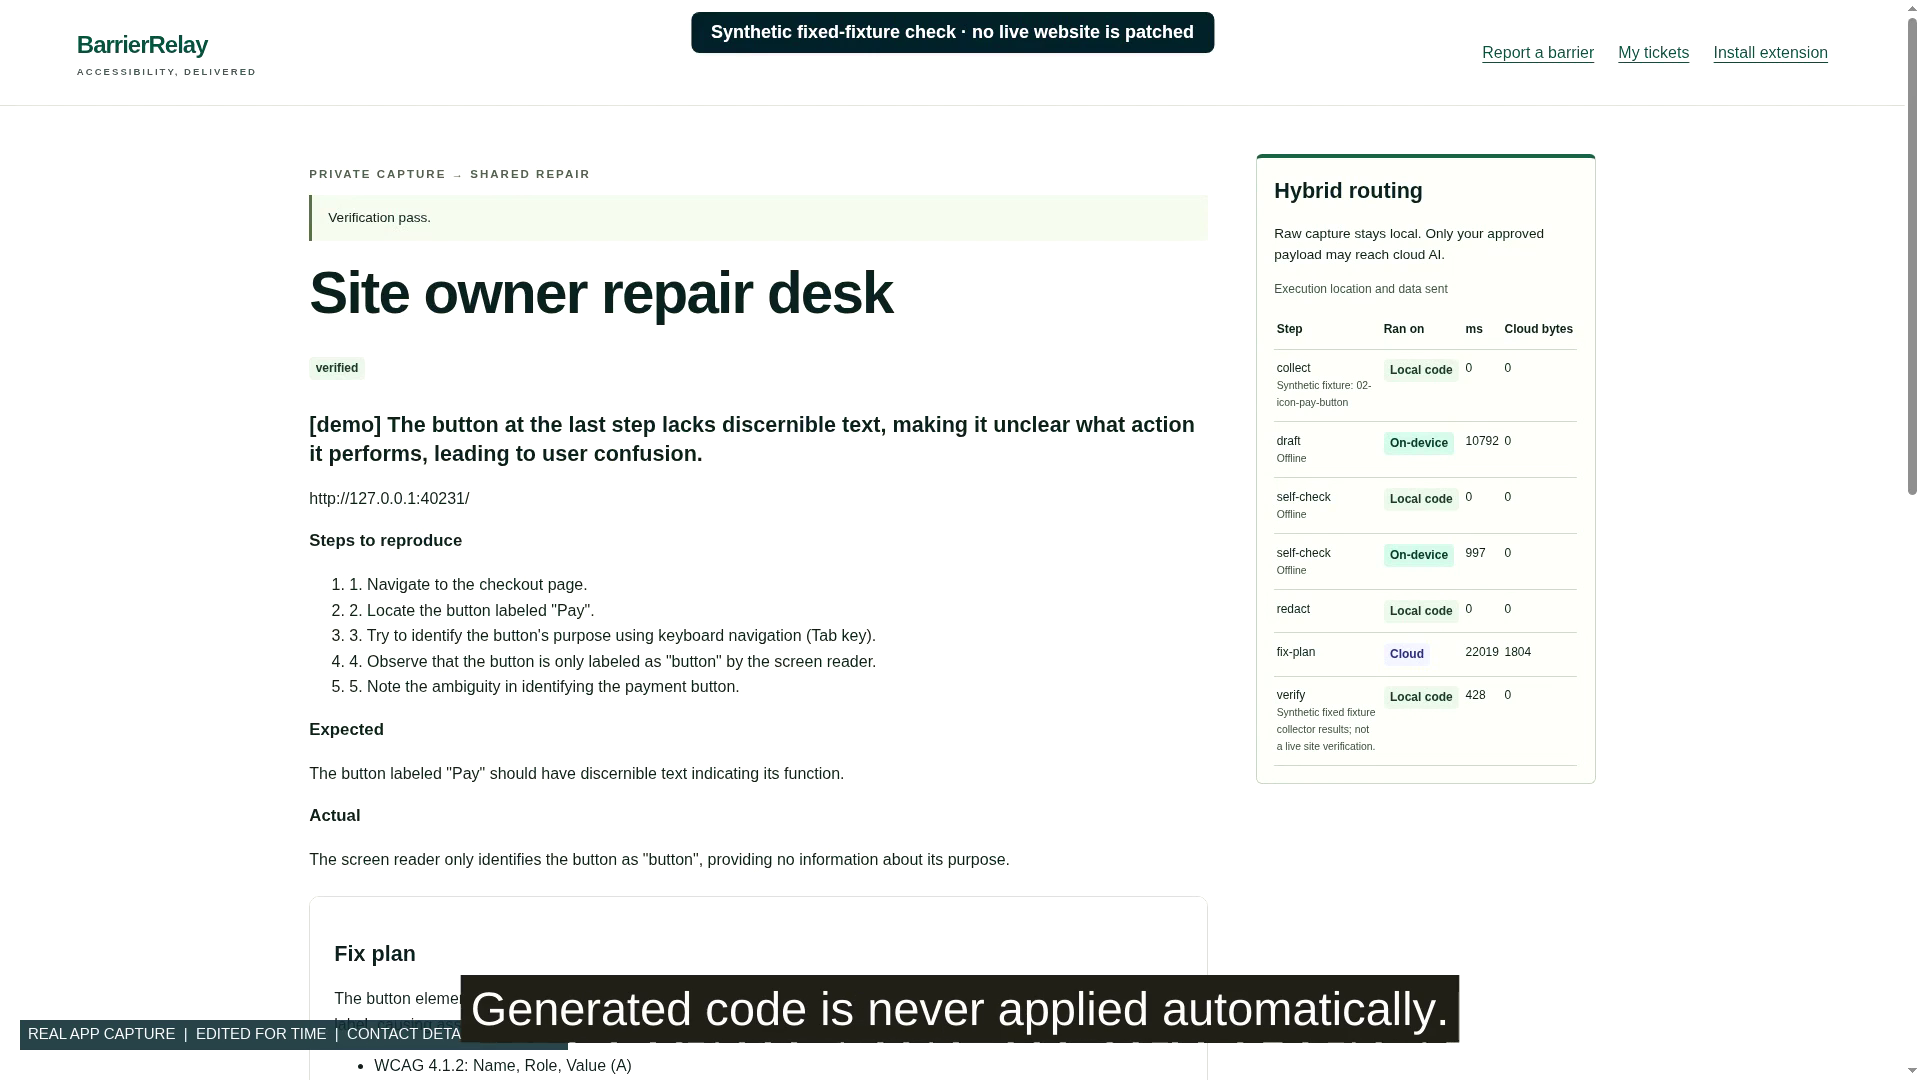 Synthetic fixed-fixture check · no live website is patched
BarrierRelay
ACCESSIBILITY, DELIVERED
Report a barrier
My tickets
Install extension
PRIVATE CAPTURE → SHARED REPAIR
Verification pass.
Site owner repair desk
verified
[demo] The button at the last step lacks discernible text, making it unclear what action
it performs, leading to user confusion.
http://127.0.0.1:40231/
Steps to reproduce
1. 1. Navigate to the checkout page.
2. 2. Locate the button labeled "Pay".
3. 3. Try to identify the button's purpose using keyboard navigation (Tab key).
4. 4. Observe that the button is only labeled as "button" by the screen reader.
5. 5. Note the ambiguity in identifying the payment button.
Expected
The button labeled "Pay" should have discernible text indicating its function.
Actual
The screen reader only identifies the button as "button", providing no information about its purpose.
Fix plan
The button
Generated code is never applied automatically.
REAL APP CAPTURE | EDITED FOR TIME | CONTACT
• WCAG 4.1.2: Name, Role, Value (A)
Hybrid routing
Raw capture stays local. Only your approved
payload may reach cloud AI.
Execution location and data sent
Step Ran on ms Cloud bytes
collect Local code 0 0
Synthetic fixture: 02-
icon-pay-button
draft On-device 10792 0
Offline
self-check Local code 0 0
Offline
self-check On-device 997 0
Offline
redact Local code 0 0
fix-plan Cloud 22019 1804
verify Local code 428 0
Synthetic fixed fixture
collector results; not
a live site verification.